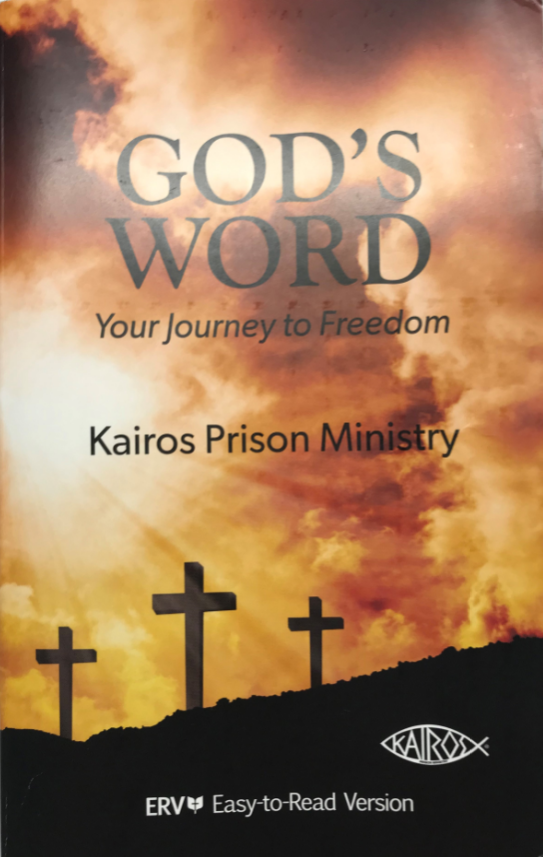 GOD'S
WORD
Your Journey to Freedom
Kairos Prison Ministry
KAIROS
ERV Easy-to-Read Version